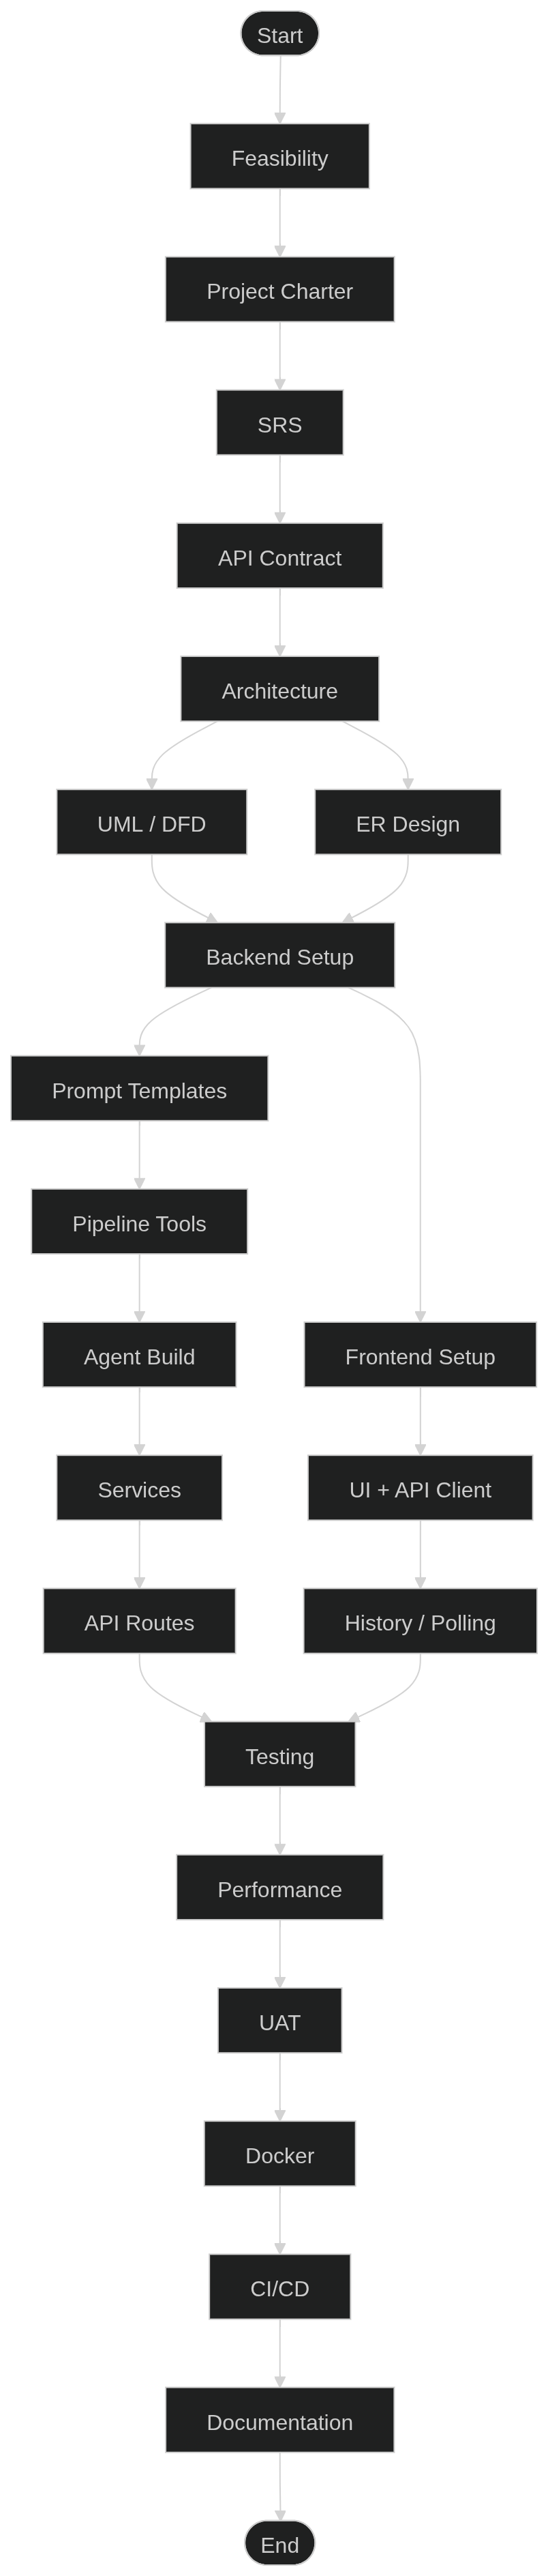 Start
Feasibility
Project Charter
SRS
API Contract
Architecture
UML / DFD
ER Design
Backend Setup
Prompt Templates
Pipeline Tools
Agent Build
Frontend Setup
Services
UI + API Client
API Routes
History / Polling
Testing
Performance
UAT
Docker
CI/CD
Documentation
End